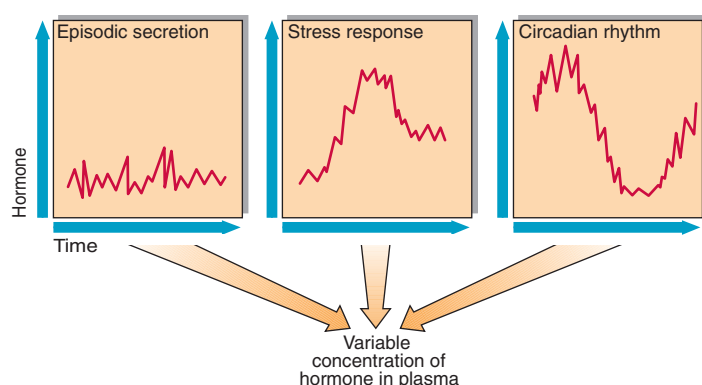 Episodic secretion
Stress response
Circadian rhythm
Hormone
Time
Variable
concentration of
hormone in plasma